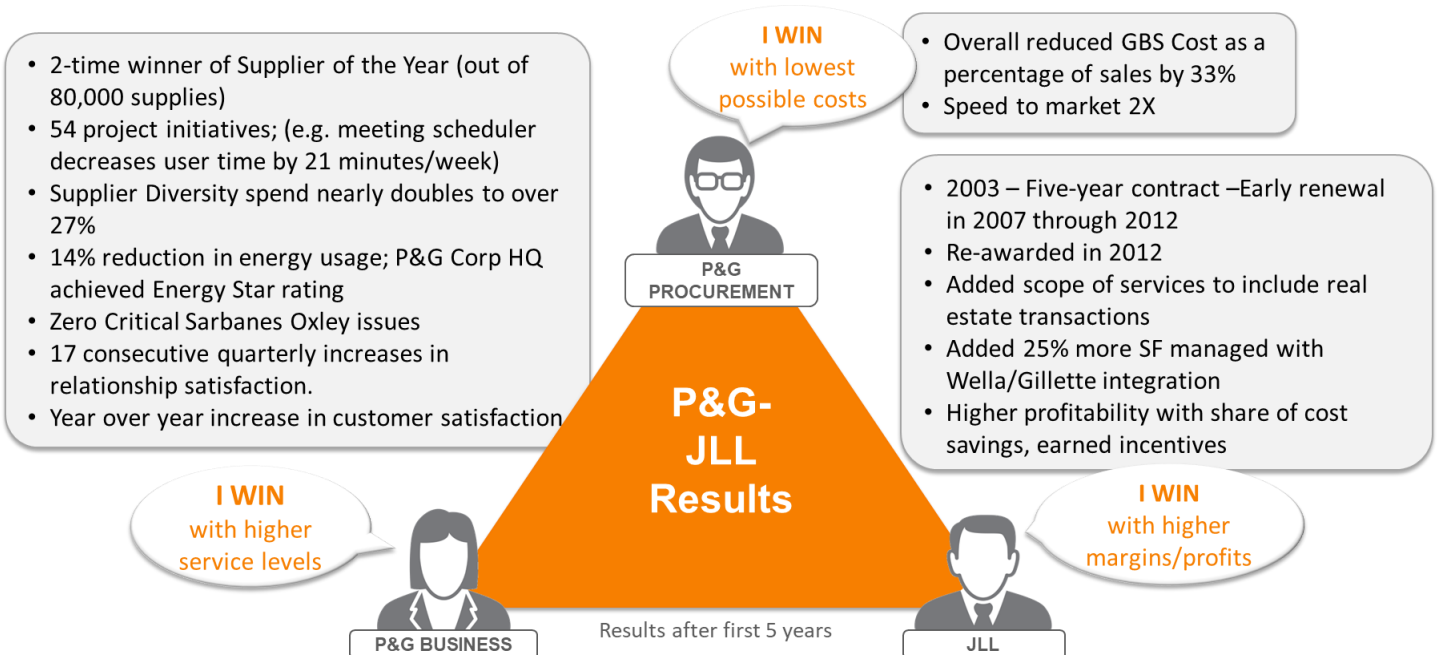 • 2-time winner of Supplier of the Year (out of
80,000 supplies)
• 54 project initiatives; (e.g. meeting scheduler
decreases user time by 21 minutes/week)
• Supplier Diversity spend nearly doubles to over
27%
• 14% reduction in energy usage; P&G Corp HQ
achieved Energy Star rating
• Zero Critical Sarbanes Oxley issues
• 17 consecutive quarterly increases in
relationship satisfaction.
• Year over year increase in customer satisfaction
I WIN
with lowest
possible costs
• Overall reduced GBS Cost as a
percentage of sales by 33%
• Speed to market 2X
P&G
PROCUREMENT
• 2003 – Five-year contract –Early renewal
in 2007 through 2012
• Re-awarded in 2012
• Added scope of services to include real
estate transactions
• Added 25% more SF managed with
Wella/Gillette integration
• Higher profitability with share of cost
savings, earned incentives
P&G-
JLL
Results
I WIN
with higher
service levels
I WIN
with higher
margins/profits
P&G BUSINESS
Results after first 5 years
JLL